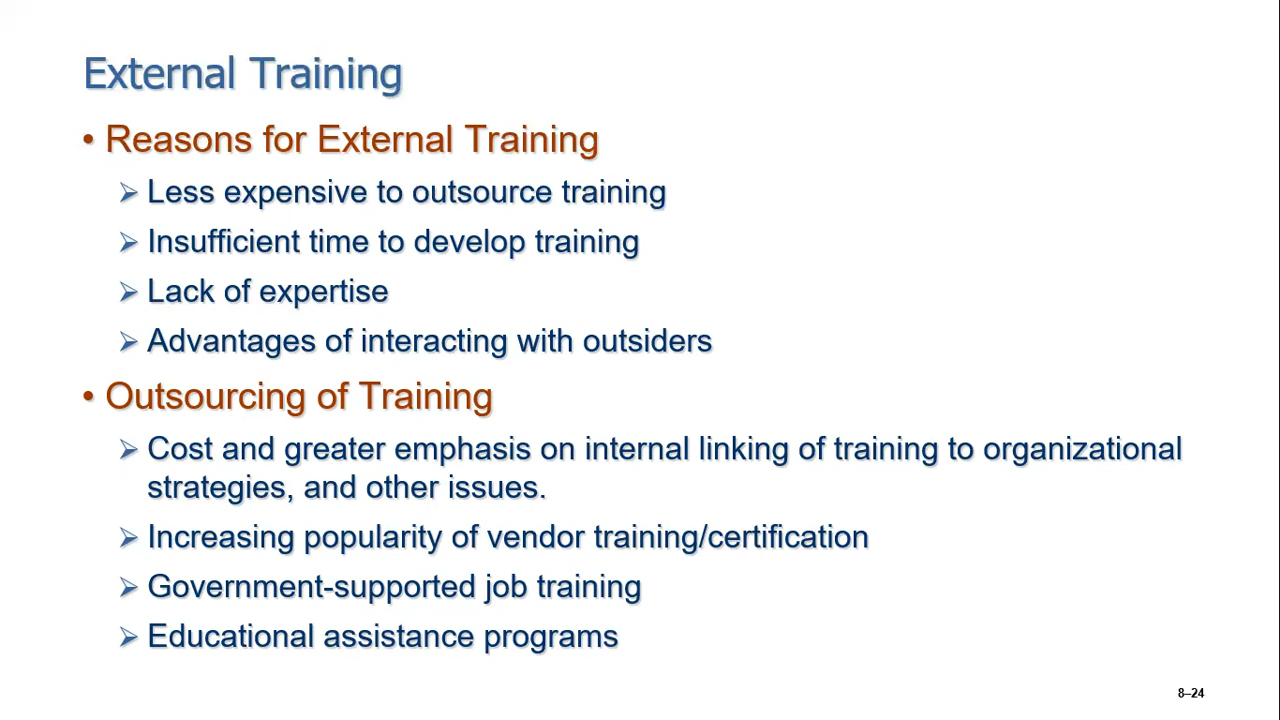 External Training
• Reasons for External Training
➢ Less expensive to outsource training
➢ Insufficient time to develop training
➢ Lack of expertise
➢ Advantages of interacting with outsiders
• Outsourcing of Training
➢ Cost and greater emphasis on internal linking of training to organizational
strategies, and other issues.
➢ Increasing popularity of vendor training/certification
➢ Government-supported job training
➢ Educational assistance programs
8–24